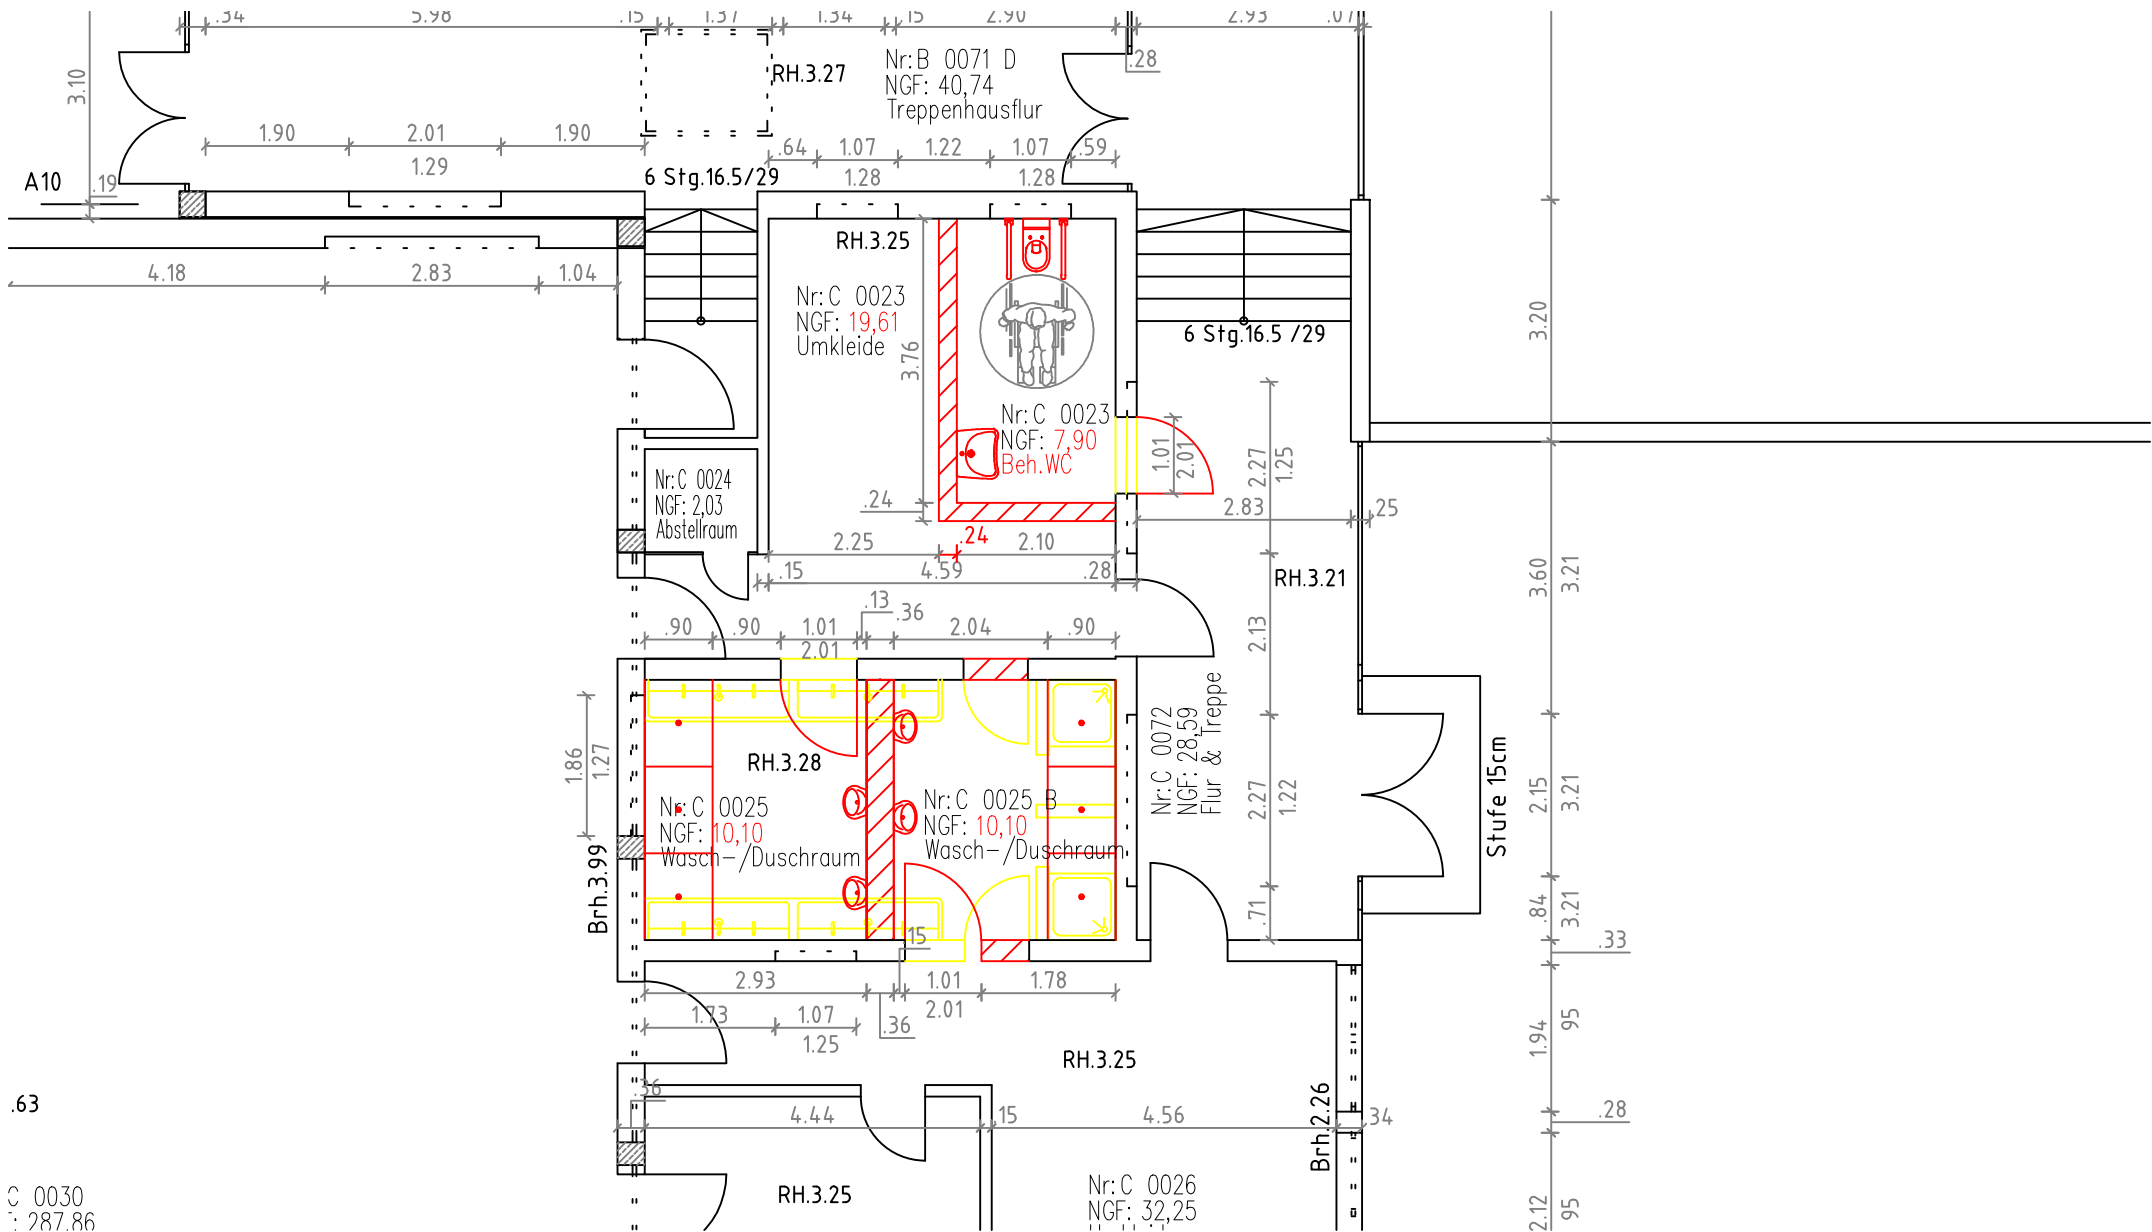 .34 5.98 .15 1.37 1.34 .15 2.90 2.93 .07
3.10
RH.3.27
Nr:B 0071 D
NGF: 40,74
Treppenhausflur
.28
1.90 2.01 1.90
1.29
.64 1.07 1.22 1.07 .59
1.28 1.28
A10
.19
6 Stg.16.5/29
4.18 2.83 1.04
RH.3.25
Nr:C 0023
NGF: 19,61
Umkleide
3.76
6 Stg.16.5 /29
3.20
Nr:C 0023
NGF: 7,90
Beh.WC
1.01
2.01
2.27
1.25
Nr:C 0024
NGF: 2,03
Abstellraum
.24
2.83 25
2.25 .24 2.10
.15 4.59 .28
RH.3.21
3.60
3.21
.13 .36
.90 .90 1.01 2.04 .90
2.01
2.13
1.86
1.27
RH.3.28
Nr:C 0025
NGF: 10,10
Wasch-/Duschraum
Nr:C 0025 B
NGF: 10,10
Wasch-/Duschraum
Nr:C 0072
NGF: 28,59
Flur & Treppe
2.27
1.22
Stufe 15cm
2.15
3.21
Brh.3.99
.71
.84
3.21
.33
15
2.93 1.01 1.78
2.01
.36
1.73 1.07
1.25
1.94
95
RH.3.25
.36
.63
4.44 15 4.56 34
Brh.2.26
.28
RH.3.25
Nr:C 0026
NGF: 32,25
C 0030
: 287,86
2.12
95